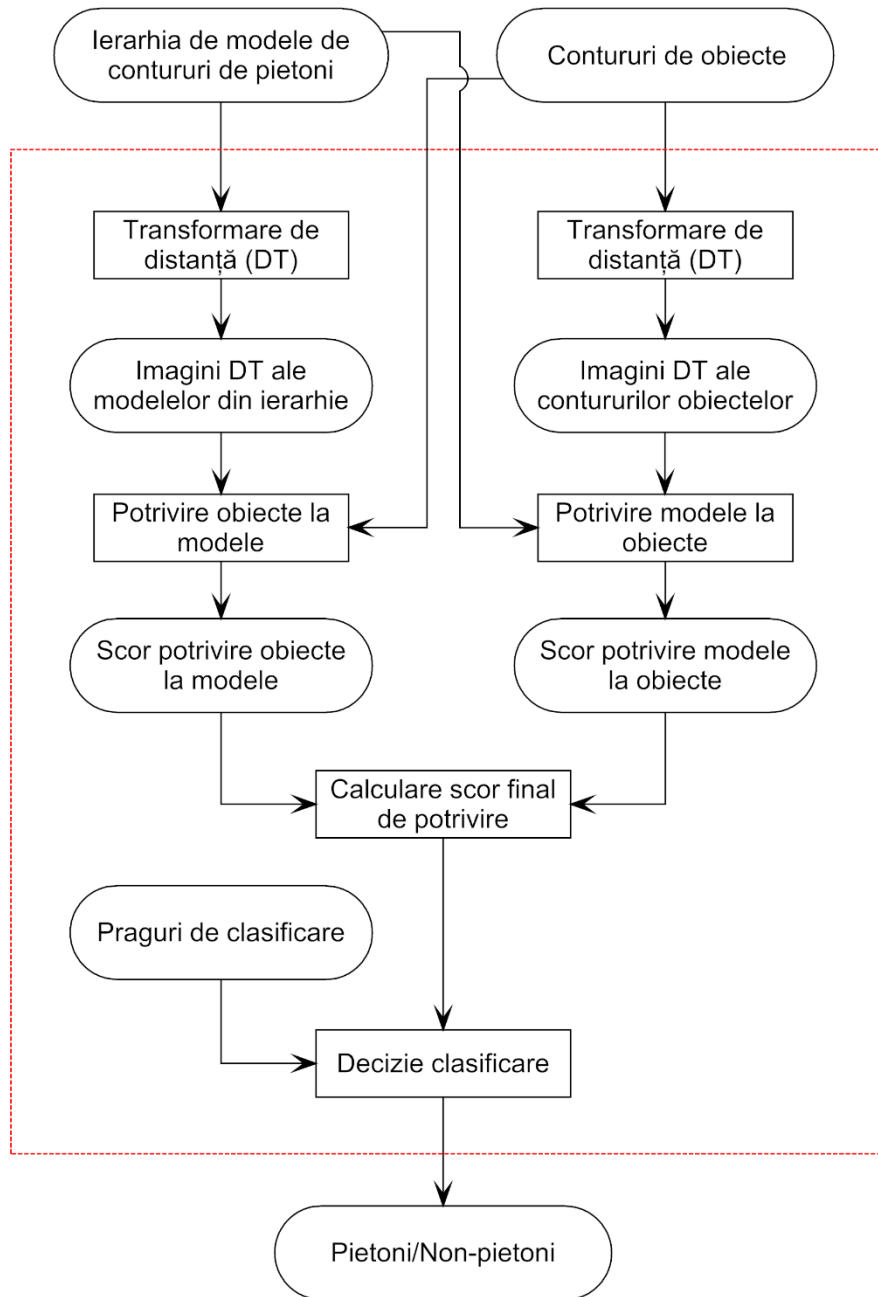 Ierarhia de modele de
contururi de pietoni
Contururi de obiecte
Transformare de
distanță (DT)
Transformare de
distanță (DT)
Imagini DT ale
modelelor din ierarhie
Imagini DT ale
contururilor obiectelor
Potrivire obiecte la
modele
Potrivire modele la
obiecte
Scor potrivire obiecte
la modele
Scor potrivire modele
la obiecte
Calculare scor final
de potrivire
Praguri de clasificare
Decizie clasificare
Pietoni/Non-pietoni